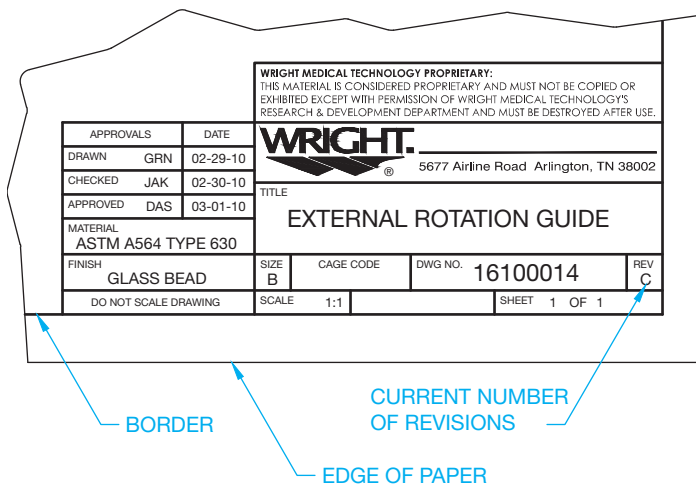 WRIGHT MEDICAL TECHNOLOGY PROPRIETARY:
THIS MATERIAL IS CONSIDERED PROPRIETARY AND MUST NOT BE COPIED OR
EXHIBITED EXCEPT WITH PERMISSION OF WRIGHT MEDICAL TECHNOLOGY'S
RESEARCH & DEVELOPMENT DEPARTMENT AND MUST BE DESTROYED AFTER USE.
APPROVALS DATE
DRAWN GRN 02-29-10
CHECKED JAK 02-30-10
APPROVED DAS 03-01-10
MATERIAL
ASTM A564 TYPE 630
FINISH
GLASS BEAD
DO NOT SCALE DRAWING
WRIGHT.
®
5677 Airline Road Arlington, TN 38002
TITLE
EXTERNAL ROTATION GUIDE
SIZE
B
CAGE CODE
DWG NO. 16100014
REV
C
SCALE 1:1
SHEET 1 OF 1
BORDER
CURRENT NUMBER
OF REVISIONS
EDGE OF PAPER